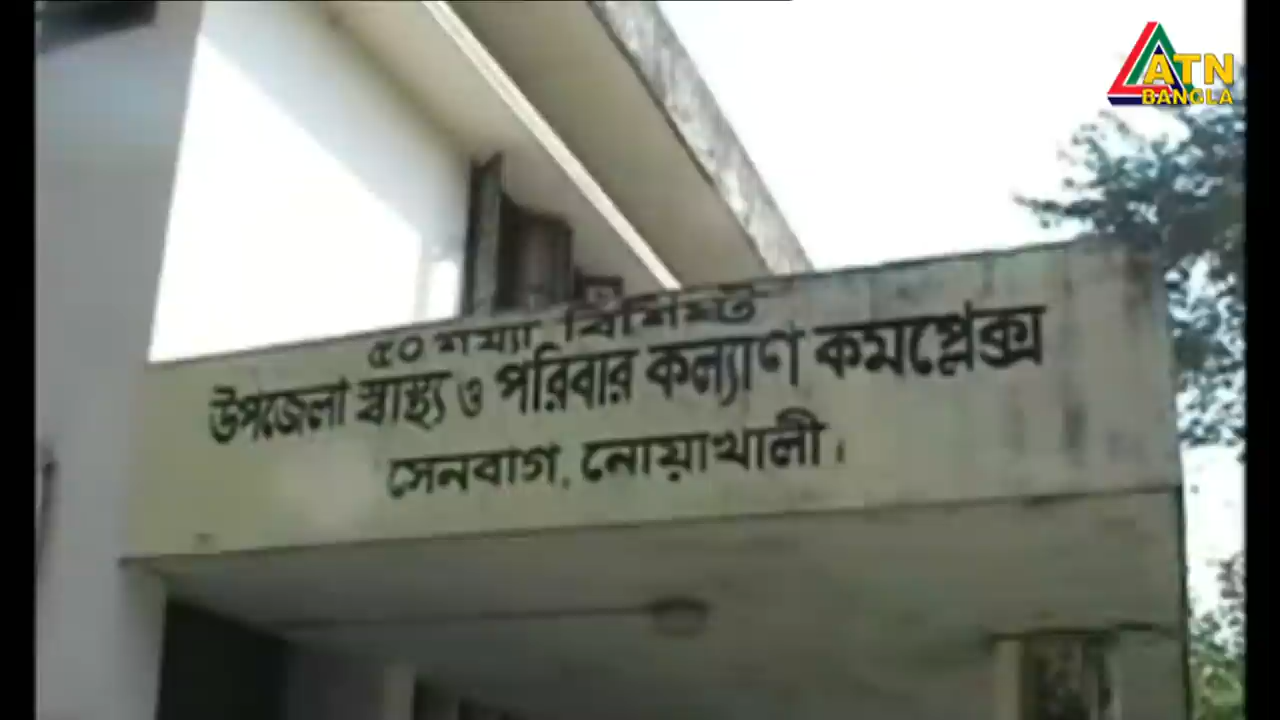 ATN
BANGLA
৫০ শয্যা বিশিষ্ট
উপজেলা স্বাস্থ্য ও পরিবার কল্যাণ কমপ্লেক্স
সেনবাগ, নোয়াখালী।